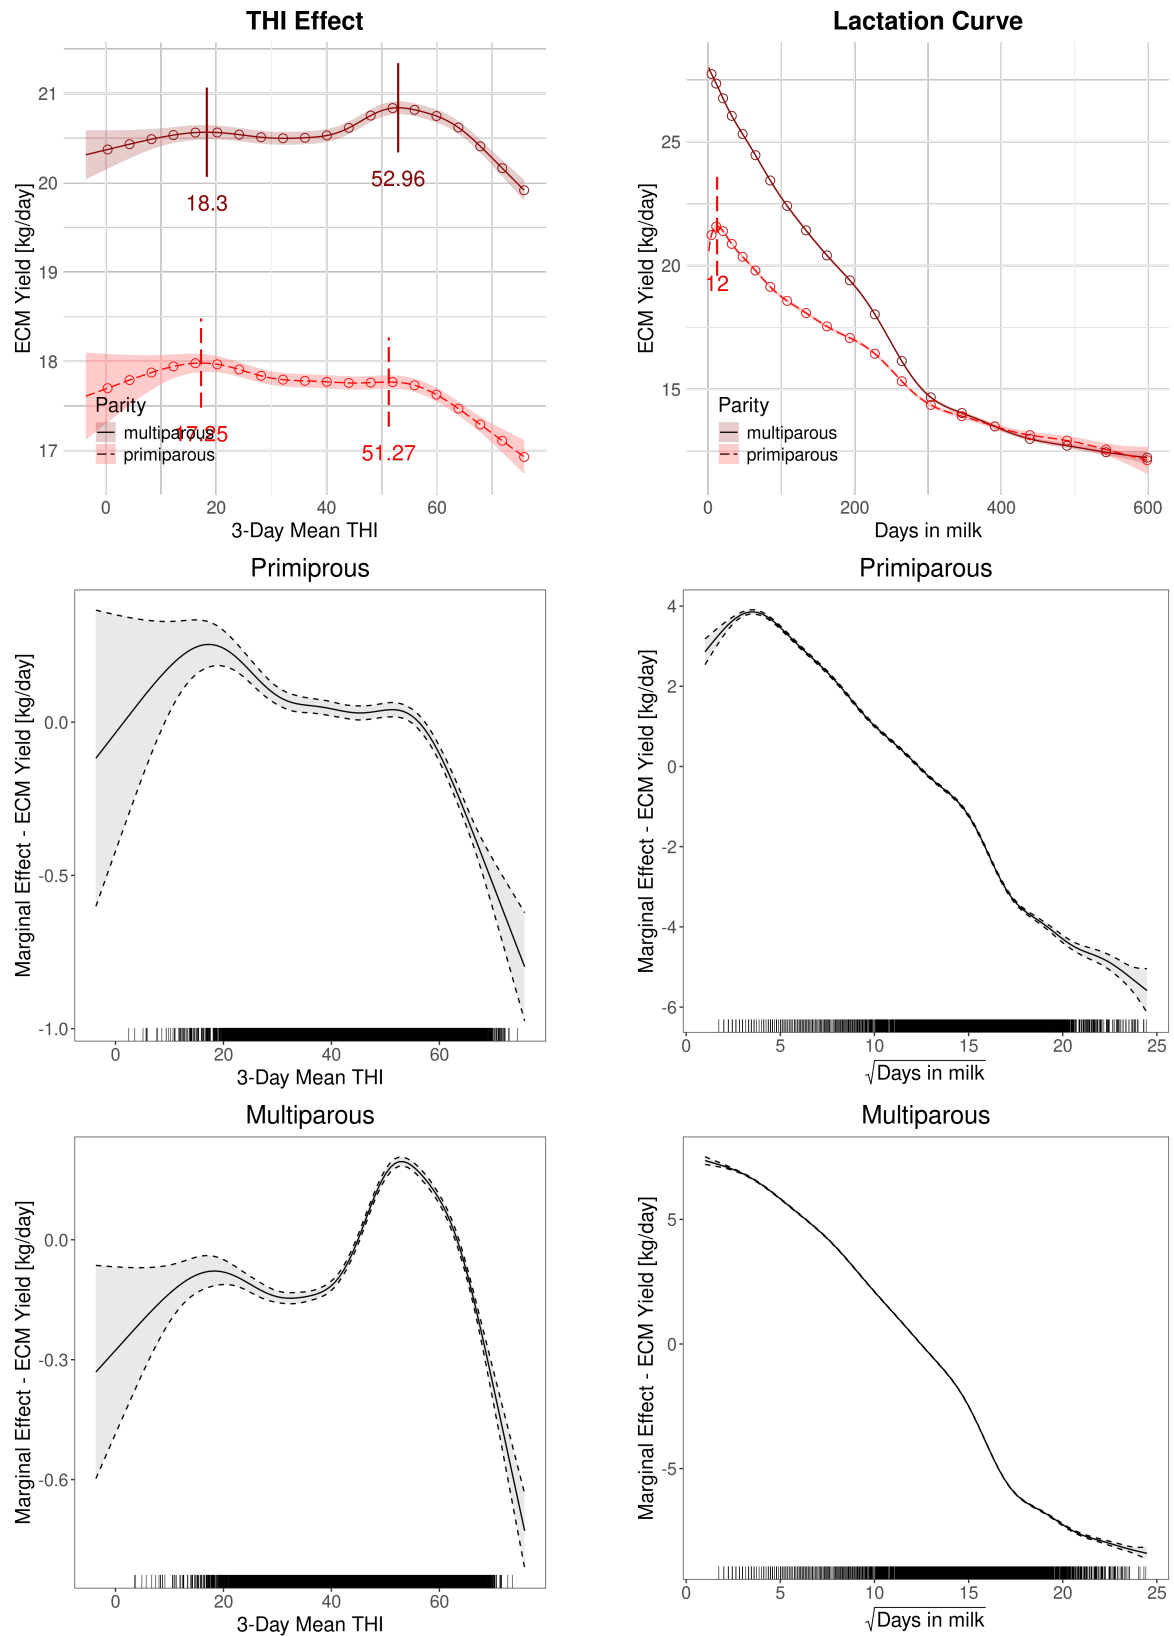 THI Effect
ECM Yield [kg/day]
21
20
19
18
17
18.3
52.96
17.25
51.27
Parity
multiparous
primiparous
0
20
40
60
3-Day Mean THI
Lactation Curve
ECM Yield [kg/day]
25
20
15
12
Parity
multiparous
primiparous
0
200
400
600
Days in milk
Primiprous
Marginal Effect - ECM Yield [kg/day]
0.0
-0.5
-1.0
0
20
40
60
3-Day Mean THI
Primiparous
Marginal Effect - ECM Yield [kg/day]
4
2
0
-2
-4
-6
0
5
10
15
20
25
√Days in milk
Multiparous
Marginal Effect - ECM Yield [kg/day]
0.0
-0.3
-0.6
0
20
40
60
3-Day Mean THI
Multiparous
Marginal Effect - ECM Yield [kg/day]
5
0
-5
0
5
10
15
20
25
√Days in milk